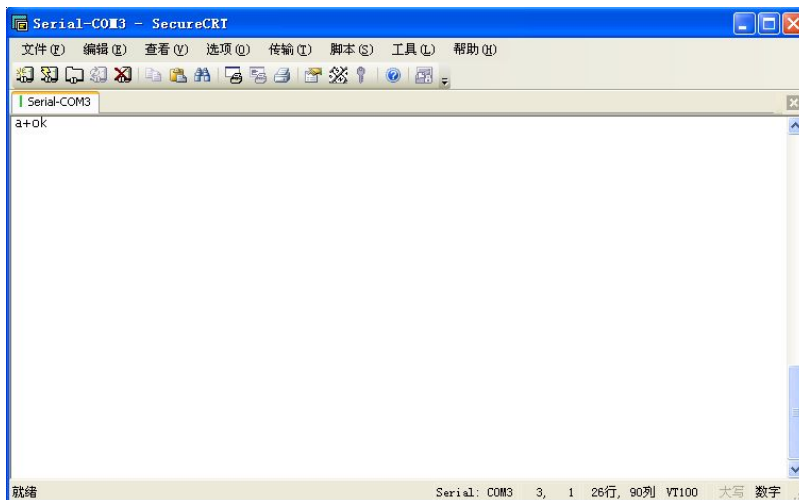 Serial-COM3 - SecureCRT
文件(F) 编辑(E) 查看(V) 选项(O) 传输(T) 脚本(S) 工具(L) 帮助(H)
Serial-COM3
a+ok
就绪 Serial: COM3 3, 1 26行, 90列 VT100 大写 数字